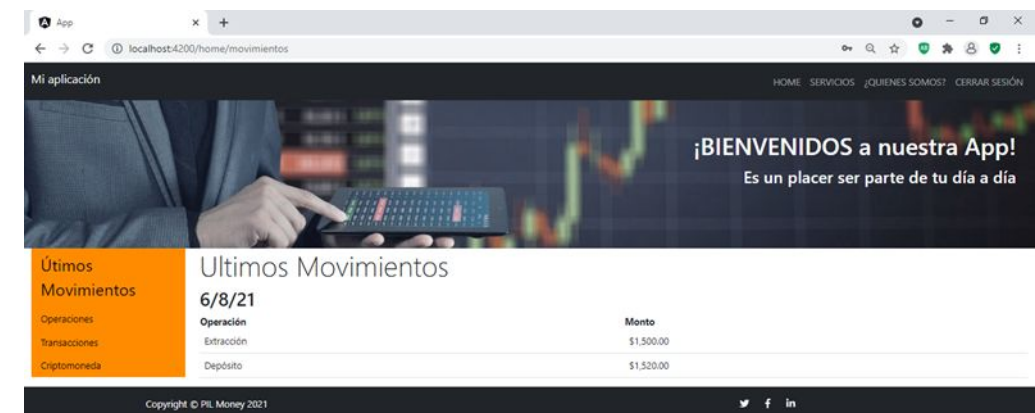 App
localhost:4200/home/movimientos
Mi aplicación
HOME SERVICIOS ¿QUIENES SOMOS? CERRAR SESIÓN
¡BIENVENIDOS a nuestra App!
Es un placer ser parte de tu día a día
Útimos
Movimientos
Operaciones
Transacciones
Criptomoneda
Ultimos Movimientos
6/8/21
Operación Monto
Extracción $1,500.00
Depósito $1,520.00
Copyright © PIL Money 2021